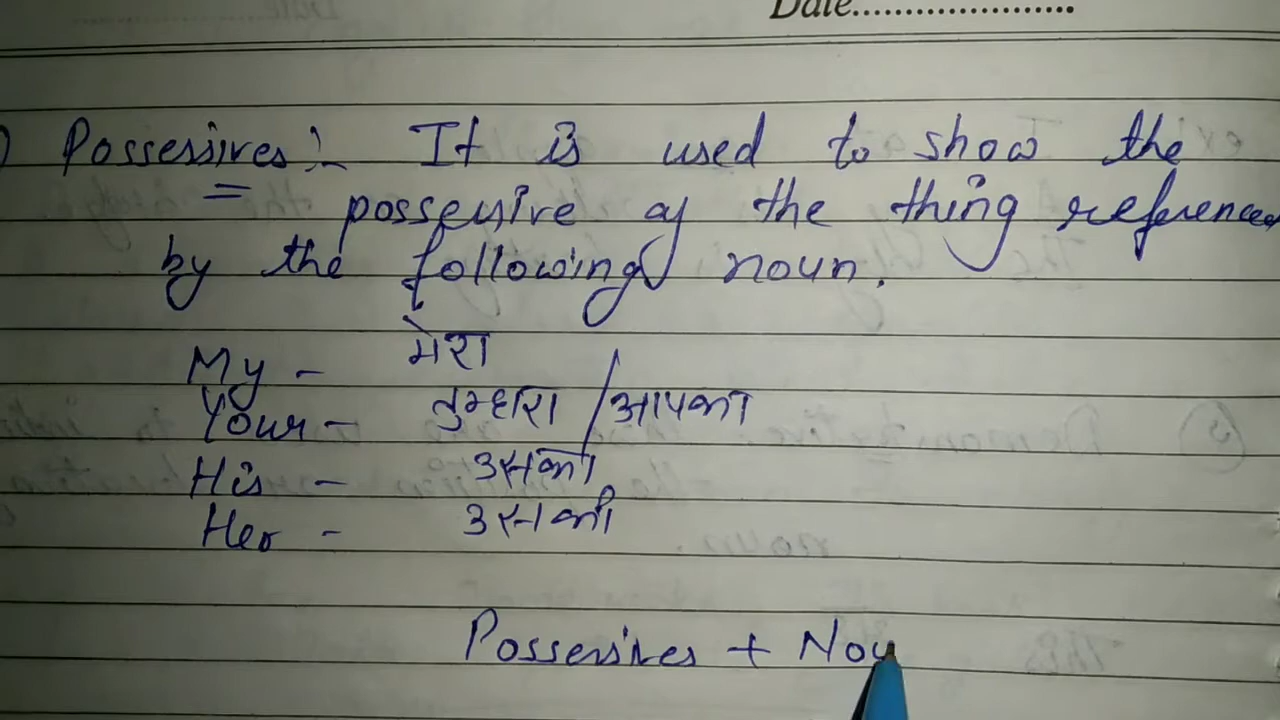 Date....................
) Possessives :- It is used to show the
possessive of the thing referenced
by the following noun.
My - मेरा
Your - तुम्हारा / आपका
His - उसका
Her - उसकी
Possessives + Nou